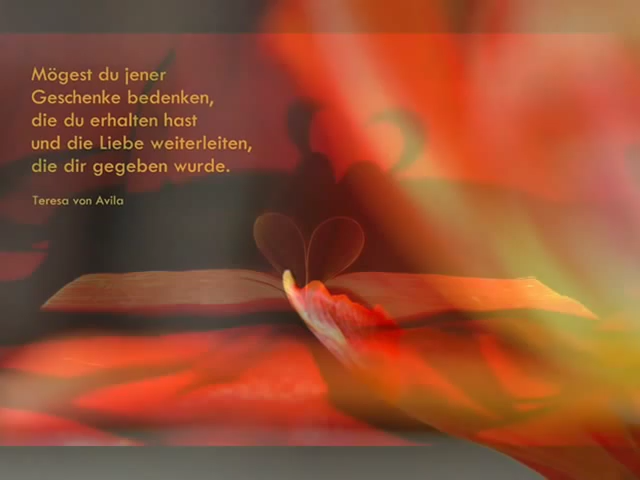 Mögest du jener
Geschenke bedenken,
die du erhalten hast
und die Liebe weiterleiten,
die dir gegeben wurde.
Teresa von Avila